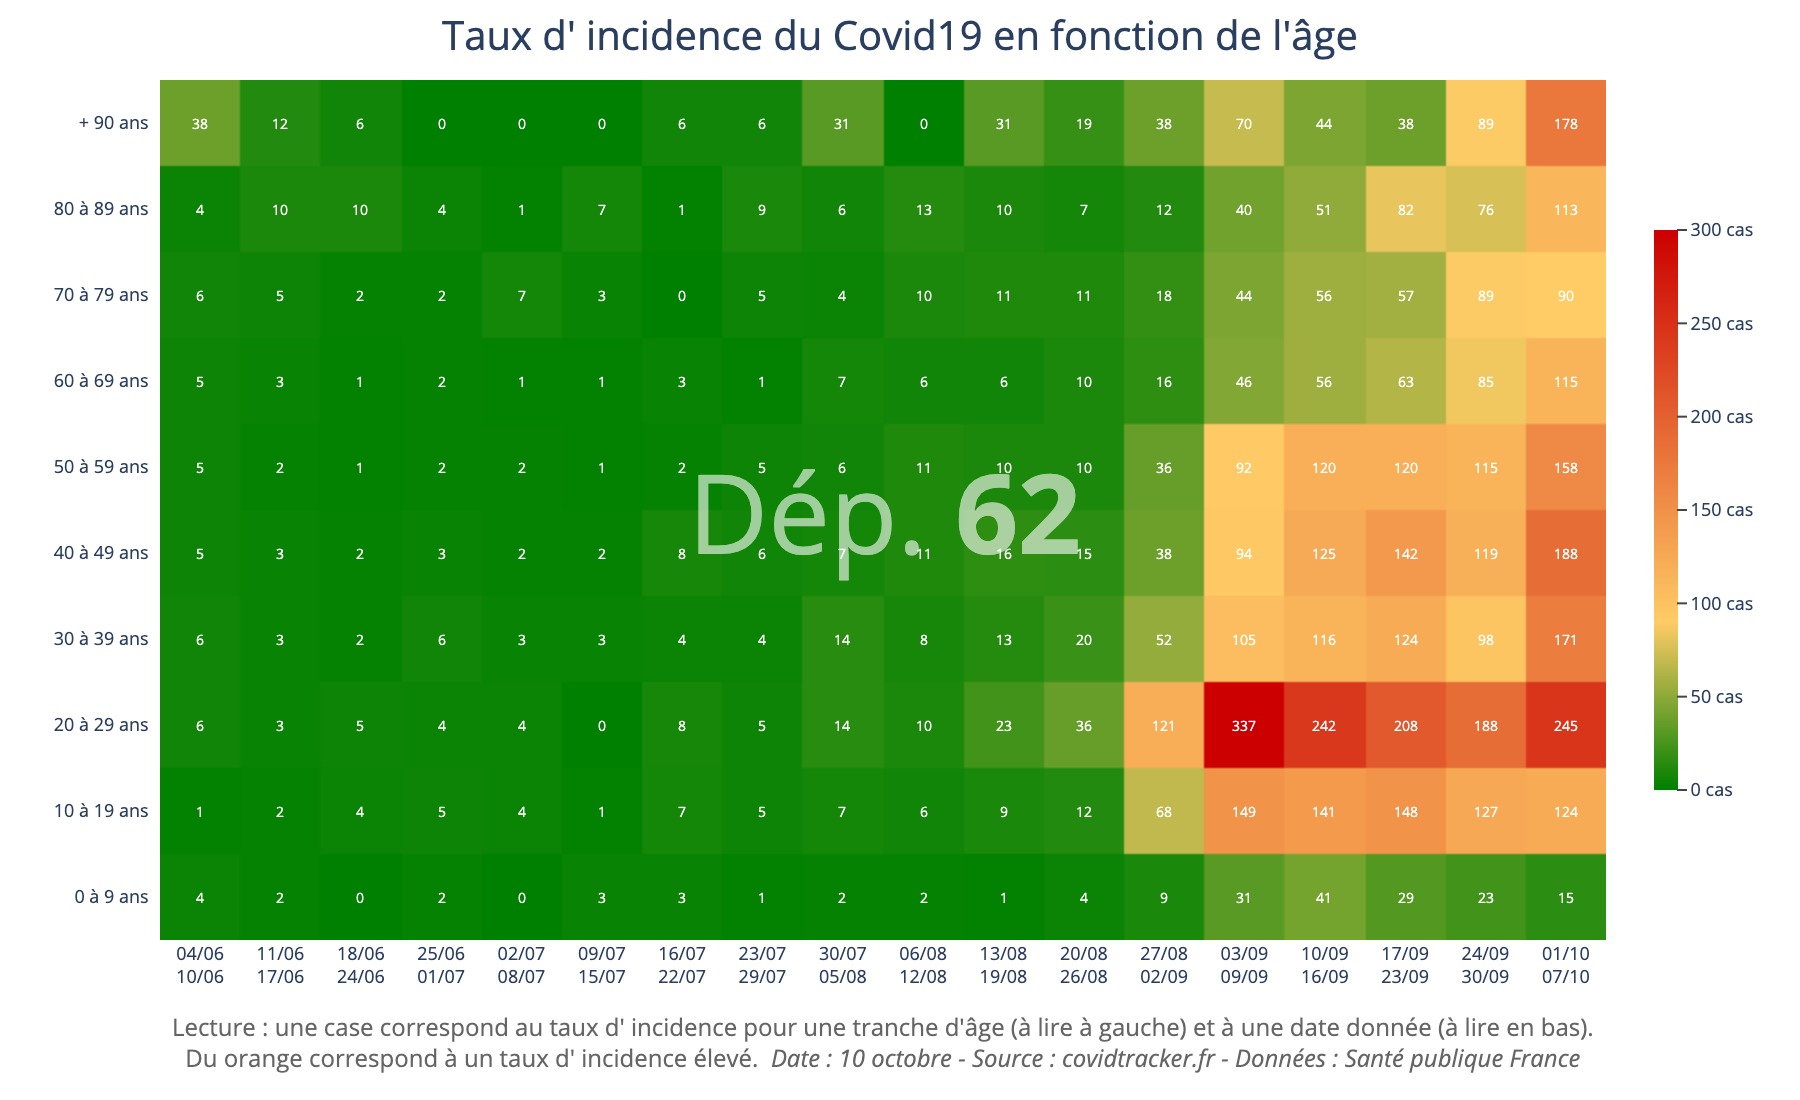 Taux d' incidence du Covid19 en fonction de l'âge
+ 90 ans 38 12 6 0 0 0 6 6 31 0 31 19 38 70 44 38 89 178
80 à 89 ans 4 10 10 4 1 7 1 9 6 13 10 7 12 40 51 82 76 113
70 à 79 ans 6 5 2 2 7 3 0 5 4 10 11 11 18 44 56 57 89 90
60 à 69 ans 5 3 1 2 1 1 3 1 7 6 6 10 16 46 56 63 85 115
50 à 59 ans 5 2 1 2 2 1 2 5 6 11 10 10 36 92 120 120 115 158
Dép. 62
40 à 49 ans 5 3 2 3 2 2 8 6 7 11 16 15 38 94 125 142 119 188
30 à 39 ans 6 3 2 6 3 3 4 4 14 8 13 20 52 105 116 124 98 171
20 à 29 ans 6 3 5 4 4 0 8 5 14 10 23 36 121 337 242 208 188 245
10 à 19 ans 1 2 4 5 4 1 7 5 7 6 9 12 68 149 141 148 127 124
0 à 9 ans 4 2 0 2 0 3 3 1 2 2 1 4 9 31 41 29 23 15
04/06 11/06 18/06 25/06 02/07 09/07 16/07 23/07 30/07 06/08 13/08 20/08 27/08 03/09 10/09 17/09 24/09 01/10
10/06 17/06 24/06 01/07 08/07 15/07 22/07 29/07 05/08 12/08 19/08 26/08 02/09 09/09 16/09 23/09 30/09 07/10
300 cas
250 cas
200 cas
150 cas
100 cas
50 cas
0 cas
Lecture : une case correspond au taux d' incidence pour une tranche d'âge (à lire à gauche) et à une date donnée (à lire en bas).
Du orange correspond à un taux d' incidence élevé. Date : 10 octobre - Source : covidtracker.fr - Données : Santé publique France